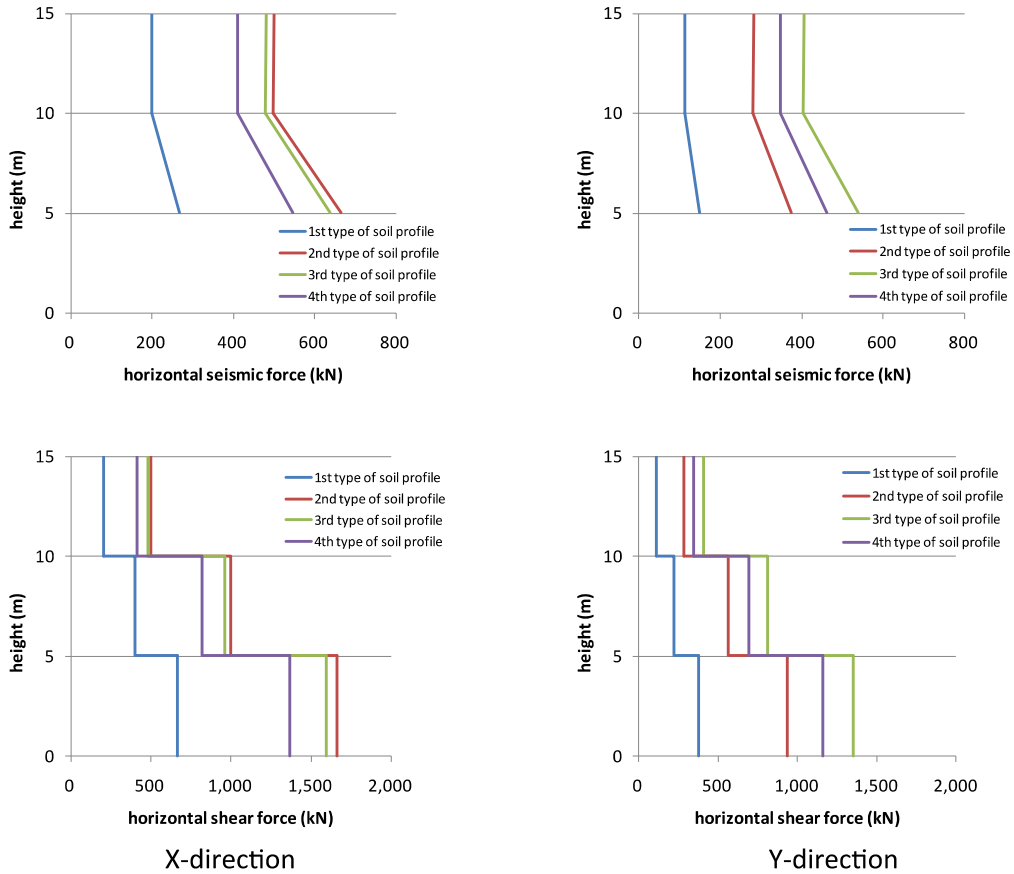 15
10
5
0
height (m)
1st type of soil profile
2nd type of soil profile
3rd type of soil profile
4th type of soil profile
0 200 400 600 800
horizontal seismic force (kN)
15
10
5
0
height (m)
1st type of soil profile
2nd type of soil profile
3rd type of soil profile
4th type of soil profile
0 200 400 600 800
horizontal seismic force (kN)
15
10
5
0
height (m)
1st type of soil profile
2nd type of soil profile
3rd type of soil profile
4th type of soil profile
0 500 1,000 1,500 2,000
horizontal shear force (kN)
X-direction
15
10
5
0
height (m)
1st type of soil profile
2nd type of soil profile
3rd type of soil profile
4th type of soil profile
0 500 1,000 1,500 2,000
horizontal shear force (kN)
Y-direction